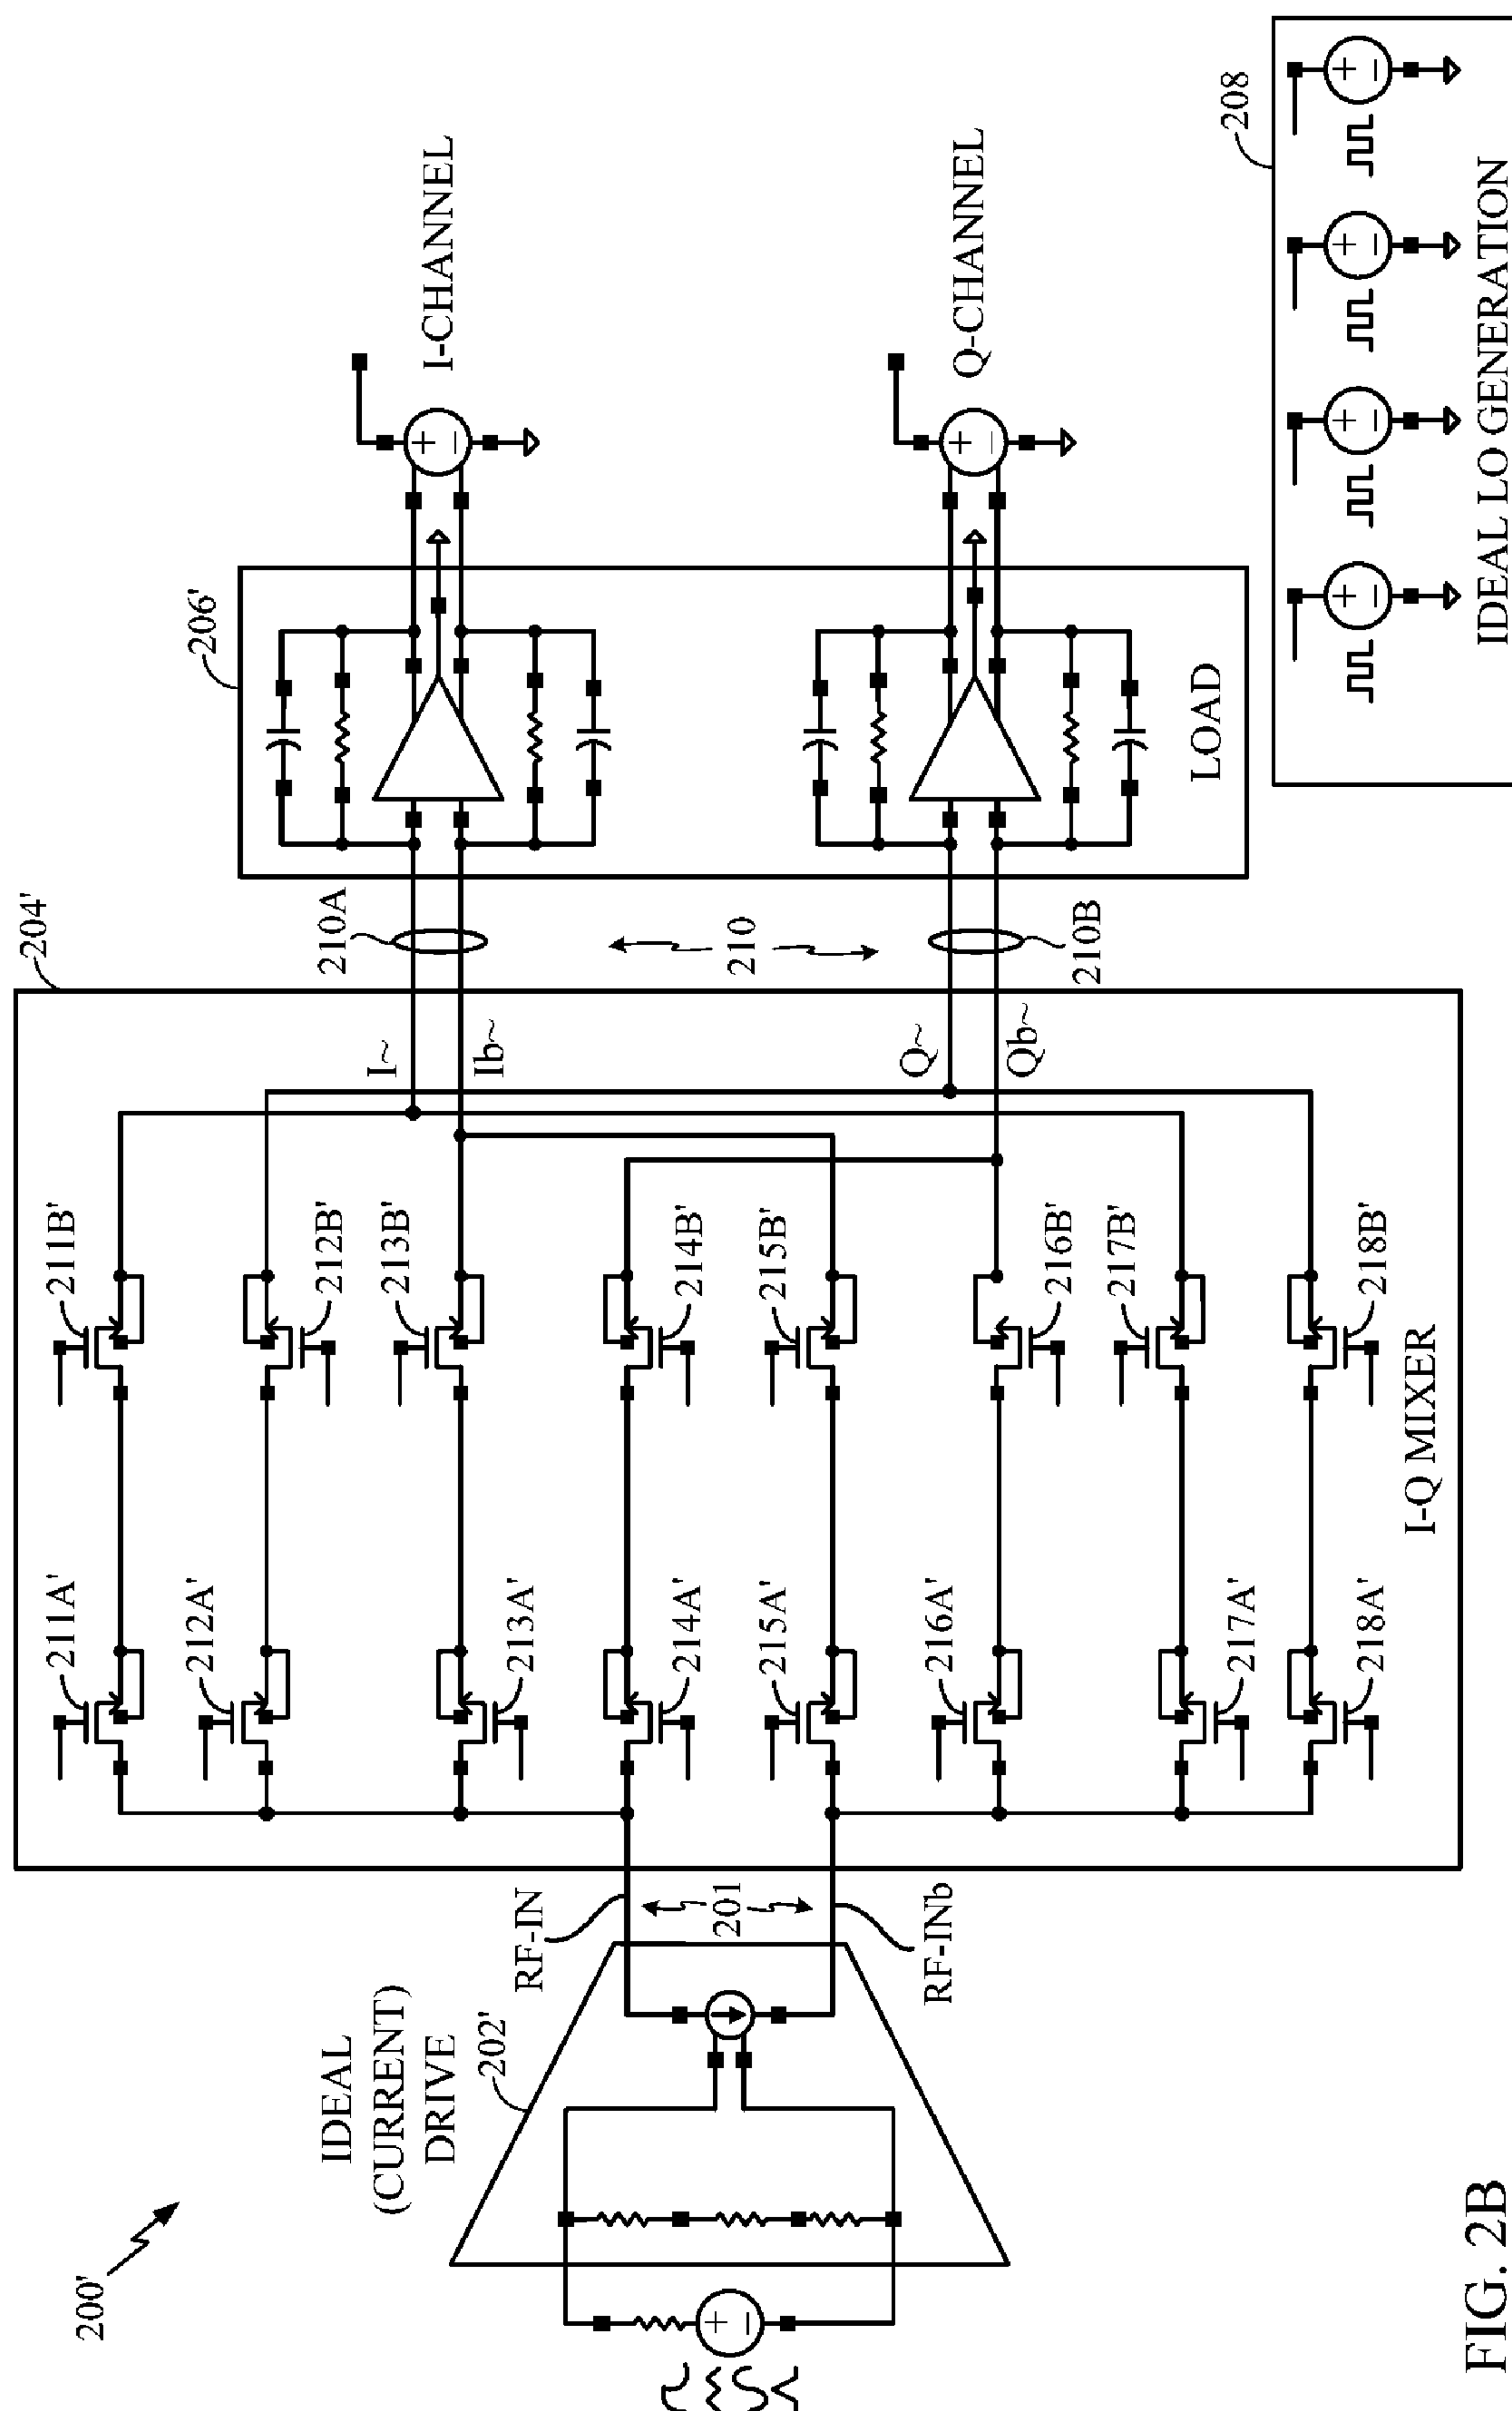 200'
IDEAL
(CURRENT)
DRIVE
202'
RF-IN
201
RF-INb
204'
211A'
211B'
212A'
212B'
213A'
213B'
214A'
214B'
215A'
215B'
216A'
216B'
217A'
217B'
218A'
218B'
I~
Ib~
Q~
Qb~
I-Q MIXER
210A
210
210B
206'
LOAD
I-CHANNEL
Q-CHANNEL
208
IDEAL LO GENERATION
FIG. 2B